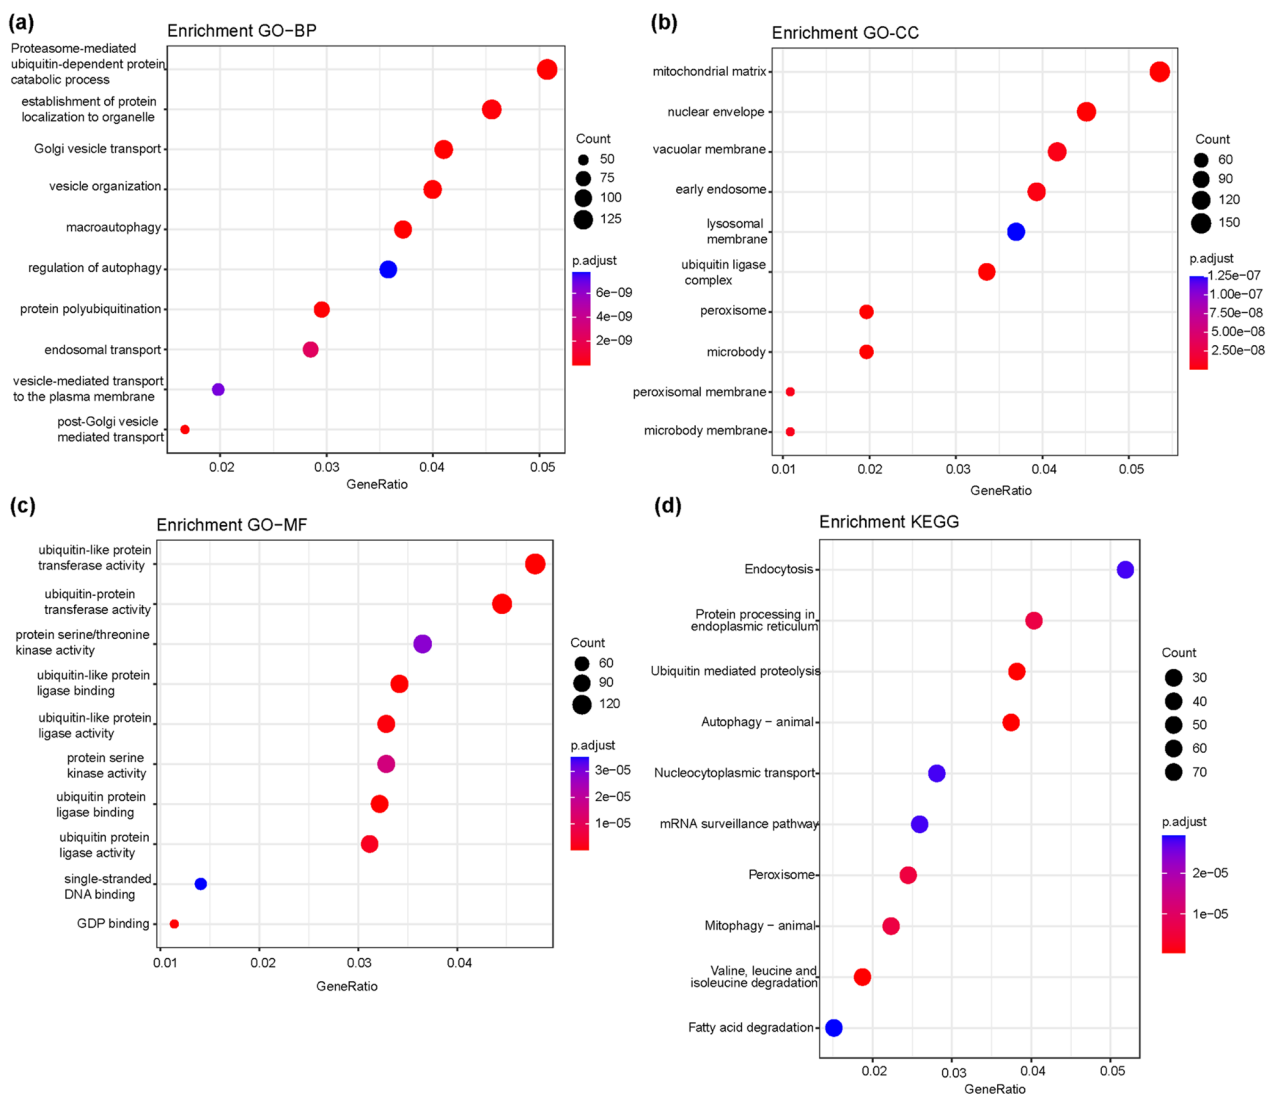 (a)
Enrichment GO−BP
Proteasome-mediated
ubiquition-dependent protein
catabolic process
establishment of protein
localization to organelle
Golgi vesicle transport
vesicle organization
macroautophagy
regulation of autophagy
protein polyubiquitination
endosomal transport
vesicle-mediated transport
to the plasma membrane
post-Golgi vesicle
mediated transport
0.02
0.03
0.04
0.05
GeneRatio
Count
50
75
100
125
p.adjust
6e−09
4e−09
2e−09
(b)
Enrichment GO-CC
mitochondrial matrix
nuclear envelope
vacuolar membrane
early endosome
lysosomal
membrane
ubiquitin ligase
complex
peroxisome
microbody
peroxisomal membrane
microbody membrane
0.01
0.02
0.03
0.04
0.05
GeneRatio
Count
60
90
120
150
p.adjust
1.25e−07
1.00e−07
7.50e−08
5.00e−08
2.50e−08
(c)
Enrichment GO−MF
ubiquitin-like protein
transferase activity
ubiquitin-protein
transferase activity
protein serine/threonine
kinase activity
ubiquitin-like protein
ligase binding
ubiquitin-like protein
ligase activity
protein serine
kinase activity
ubiquitin protein
ligase binding
ubiquitin protein
ligase activity
single-stranded
DNA binding
GDP binding
0.01
0.02
0.03
0.04
GeneRatio
Count
60
90
120
p.adjust
3e−05
2e−05
1e−05
(d)
Enrichment KEGG
Endocytosis
Protein processing in
endoplasmic reticulum
Ubiquitin mediated proteolysis
Autophagy − animal
Nucleocytoplasmic transport
mRNA surveillance pathway
Peroxisome
Mitophagy − animal
Valine, leucine and
isoleucine degradation
Fatty acid degradation
0.02
0.03
0.04
0.05
GeneRatio
Count
30
40
50
60
70
p.adjust
2e−05
1e−05